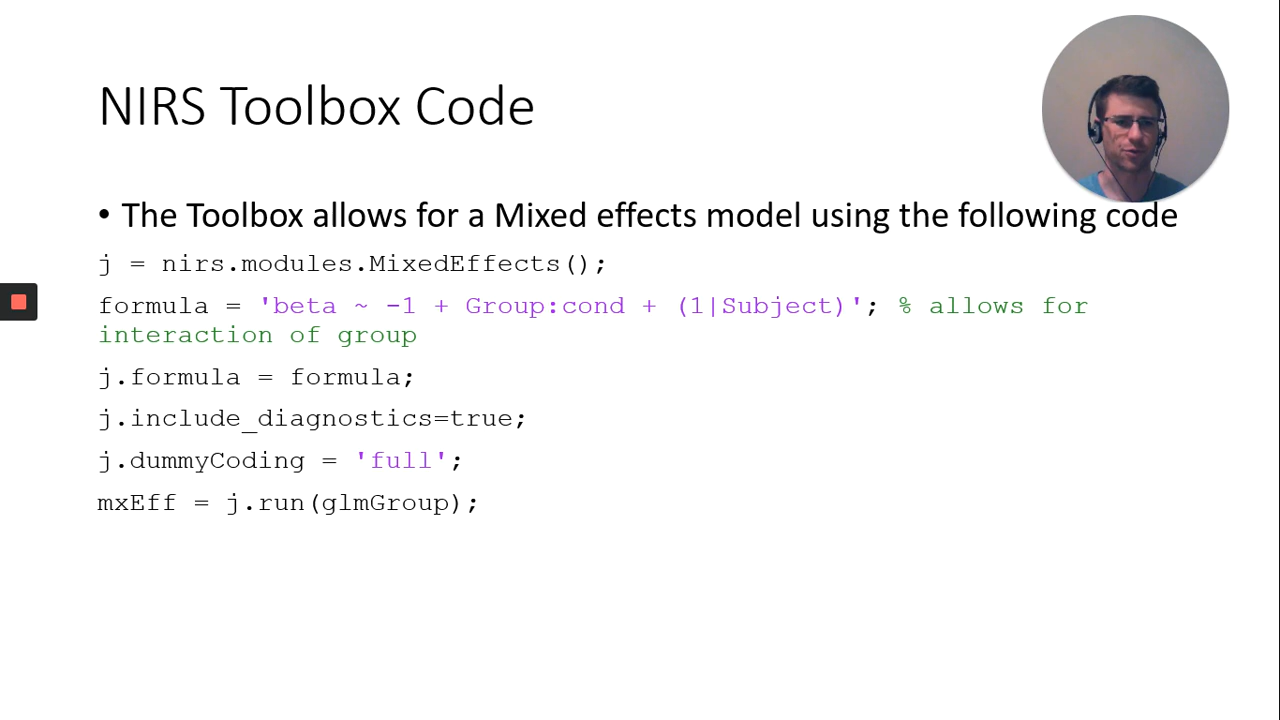 NIRS Toolbox Code
• The Toolbox allows for a Mixed effects model using the following code
j = nirs.modules.MixedEffects();
formula = 'beta ~ -1 + Group:cond + (1|Subject)'; % allows for
interaction of group
j.formula = formula;
j.include_diagnostics=true;
j.dummyCoding = 'full';
mxEff = j.run(glmGroup);